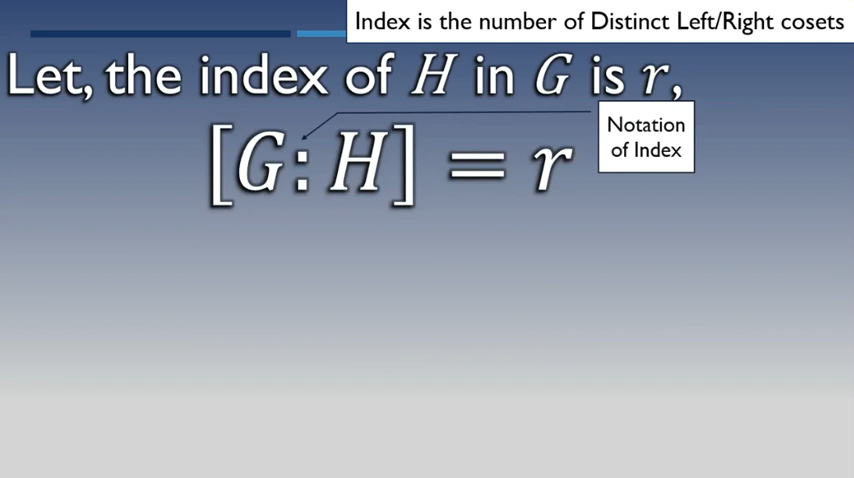 Index is the number of Distinct Left/Right cosets
Let, the index of H in G is r,
[G: H] = r
Notation
of Index